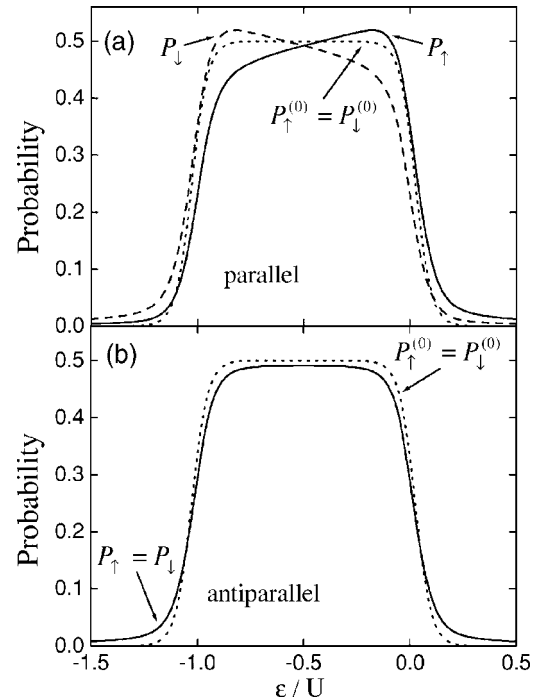 (a)
P↓
P↑
P↑(0) = P↓(0)
parallel
Probability
0.5
0.4
0.3
0.2
0.1
0.0
(b)
P↑(0) = P↓(0)
P↑ = P↓
antiparallel
Probability
0.5
0.4
0.3
0.2
0.1
0.0
-1.5 -1.0 -0.5 0.0 0.5
ε / U